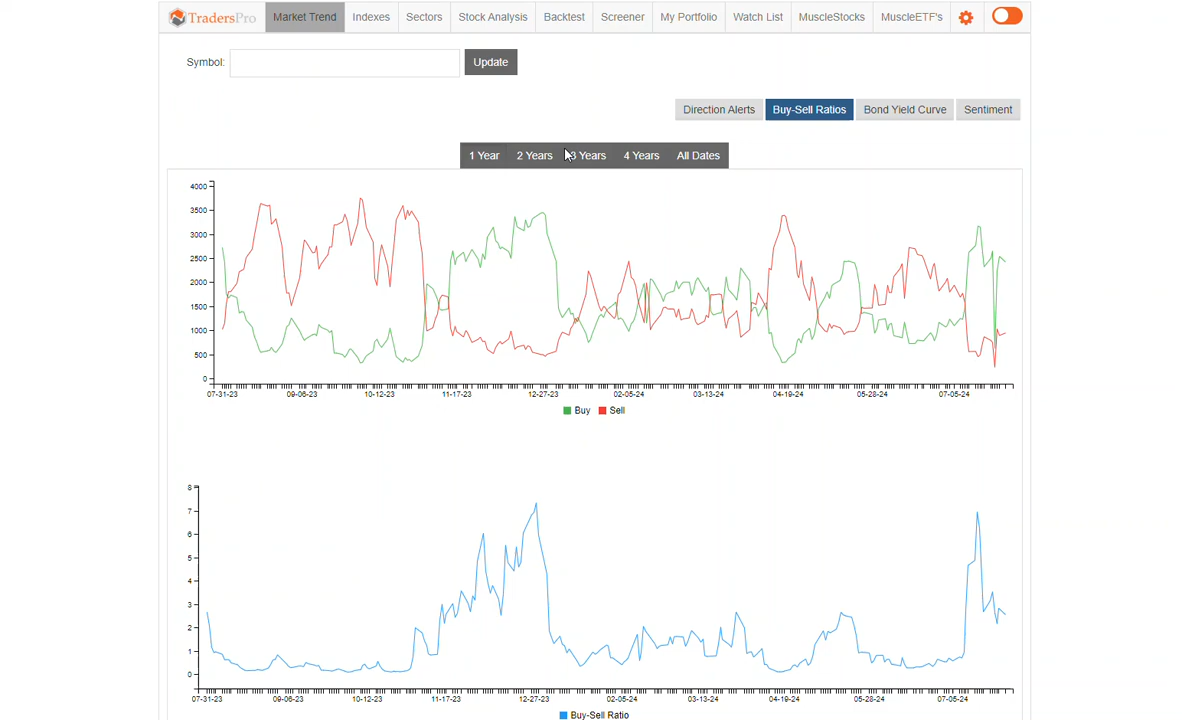 TradersPro Market Trend Indexes Sectors Stock Analysis Backtest Screener My Portfolio Watch List MuscleStocks MuscleETF's
Symbol: Update
Direction Alerts Buy-Sell Ratios Bond Yield Curve Sentiment
1 Year 2 Years 3 Years 4 Years All Dates
4000
3500
3000
2500
2000
1500
1000
500
0
07-31-23 09-06-23 10-12-23 11-17-23 12-27-23 02-05-24 03-13-24 04-19-24 05-28-24 07-05-24
Buy Sell
8
7
6
5
4
3
2
1
0
07-31-23 09-06-23 10-12-23 11-17-23 12-27-23 02-05-24 03-13-24 04-19-24 05-28-24 07-05-24
Buy-Sell Ratio